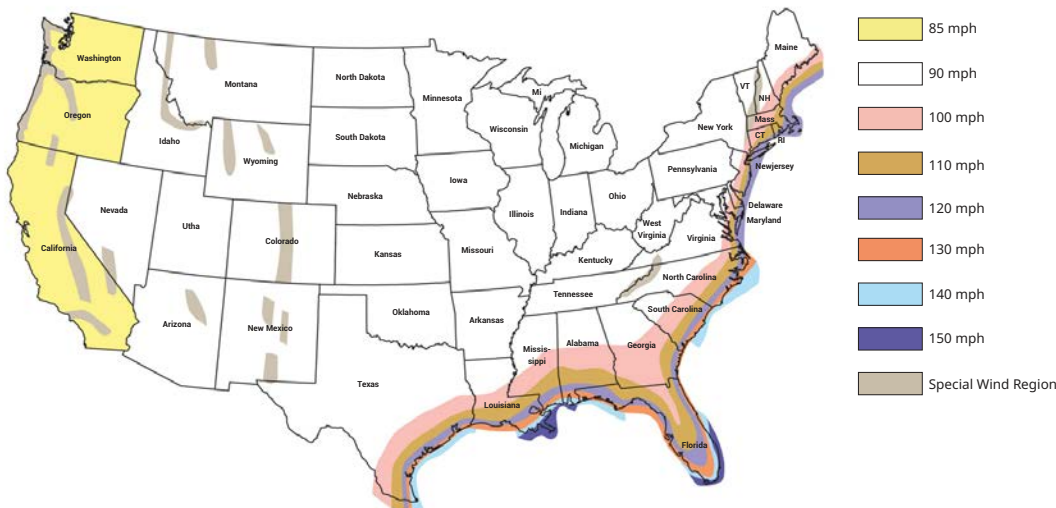 Washington
Oregon
California
Nevada
Idaho
Montana
Wyoming
Utha
Colorado
Arizona
New Mexico
North Dakota
South Dakota
Nebraska
Kansas
Oklahoma
Texas
Minnesota
Iowa
Missouri
Arkansas
Louisiana
Wisconsin
Illinois
Mi
Michigan
Indiana
Ohio
Kentucky
Tennessee
Missis-
sippi
Alabama
Georgia
Florida
South Carolina
North Carolina
Virginia
West
Virginia
Pennsylvania
New York
VT
NH
Maine
Mass
CT
RI
Newjersey
Delaware
Maryland
85 mph
90 mph
100 mph
110 mph
120 mph
130 mph
140 mph
150 mph
Special Wind Region